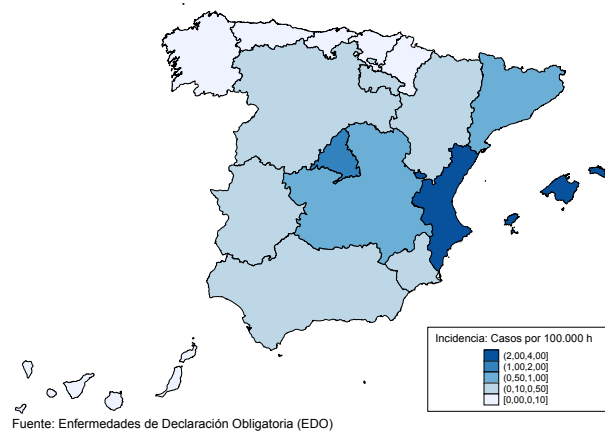 Incidencia: Casos por 100.000 h
(2,00,4,00]
(1,00,2,00]
(0,50,1,00]
(0,10,0,50]
[0,00,0,10]
Fuente: Enfermedades de Declaración Obligatoria (EDO)